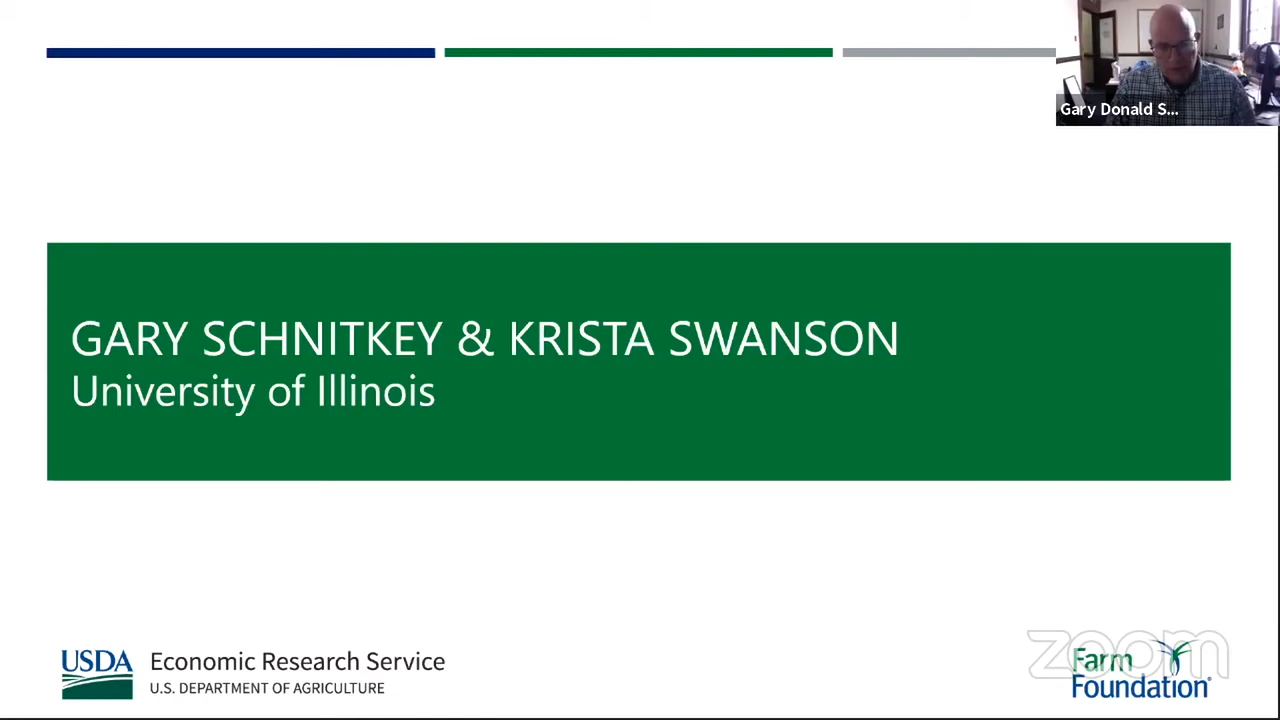 Gary Donald S...
GARY SCHNITKEY & KRISTA SWANSON
University of Illinois
USDA
Economic Research Service
U.S. DEPARTMENT OF AGRICULTURE
zoom
Farm
Foundation®